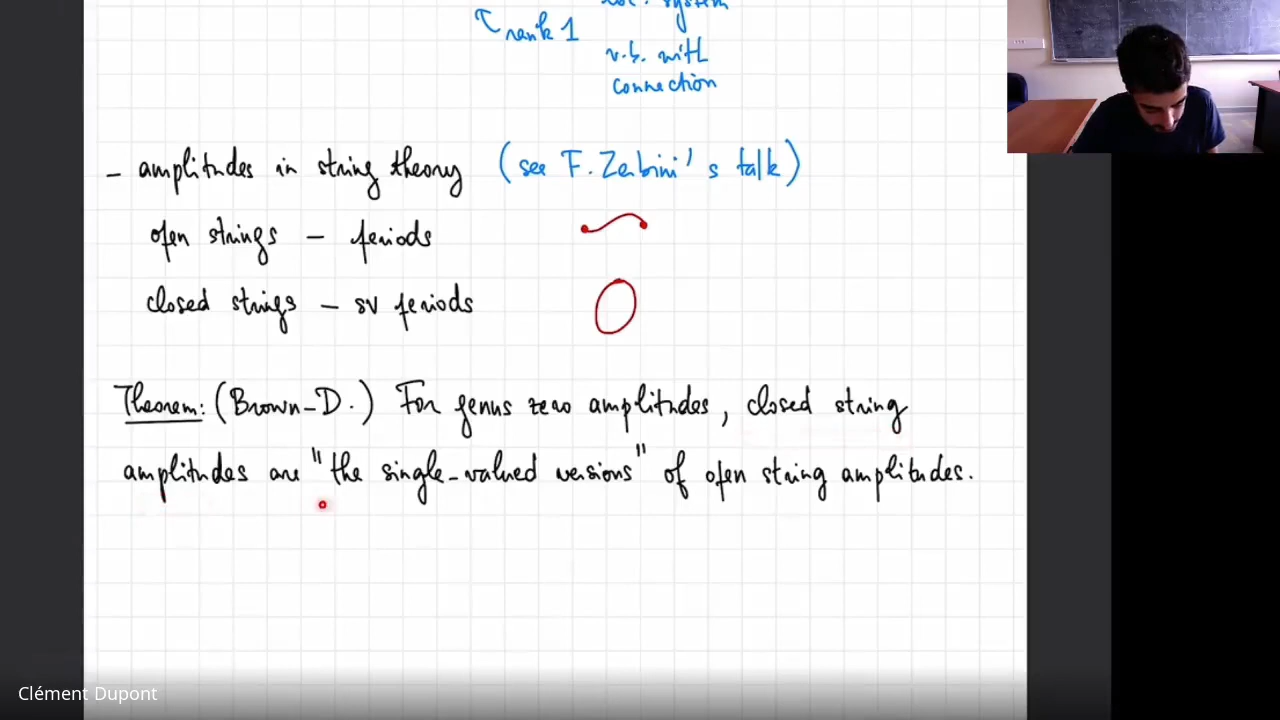 rank 1
system
v.b. with
connection
- amplitudes in string theory (see F. Zerbini's talk)
open strings - periods
closed strings - sv periods
Theorem: (Brown-D.) For genus zero amplitudes, closed string
amplitudes are "the single-valued versions" of open string amplitudes.
Clément Dupont